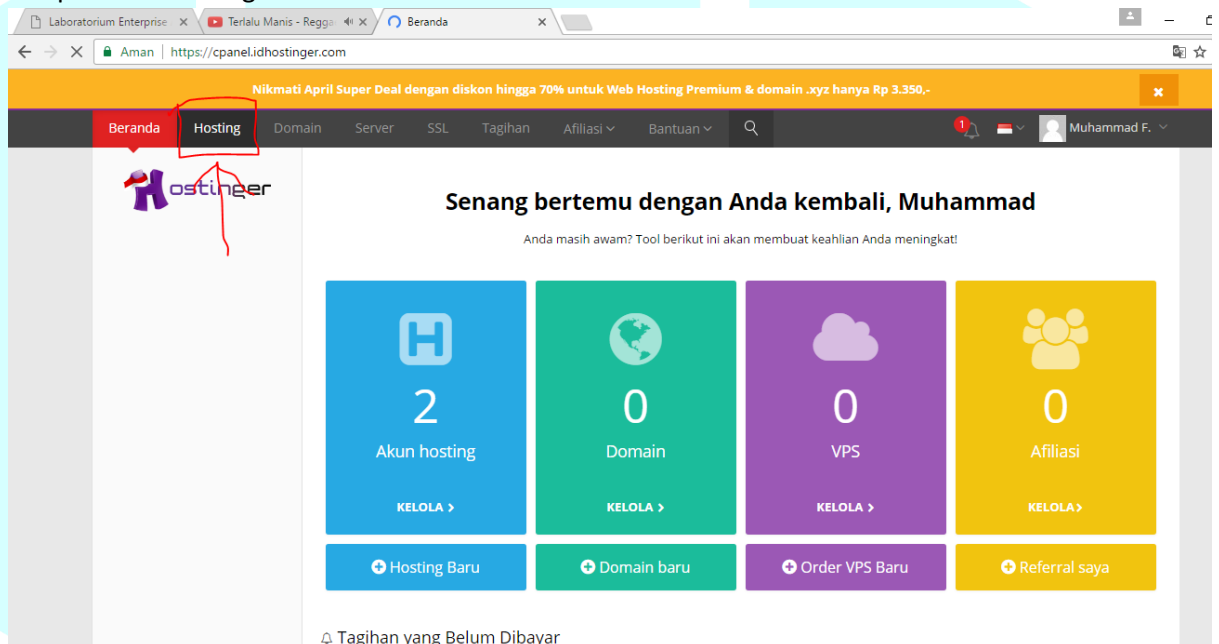 Laboratorium Enterprise
Terlalu Manis - Regga
Beranda
Aman | https://cpanel.idhostinger.com
Nikmati April Super Deal dengan diskon hingga 70% untuk Web Hosting Premium & domain .xyz hanya Rp 3.350,-
Beranda Hosting Domain Server SSL Tagihan Afiliasi Bantuan 1 Muhammad F.
Hostinger
Senang bertemu dengan Anda kembali, Muhammad
Anda masih awam? Tool berikut ini akan membuat keahlian Anda meningkat!
H
2 0 0 0
Akun hosting Domain VPS Afiliasi
KELOLA > KELOLA > KELOLA > KELOLA >
Hosting Baru Domain baru Order VPS Baru Referral saya
Tagihan yang Belum Dibayar